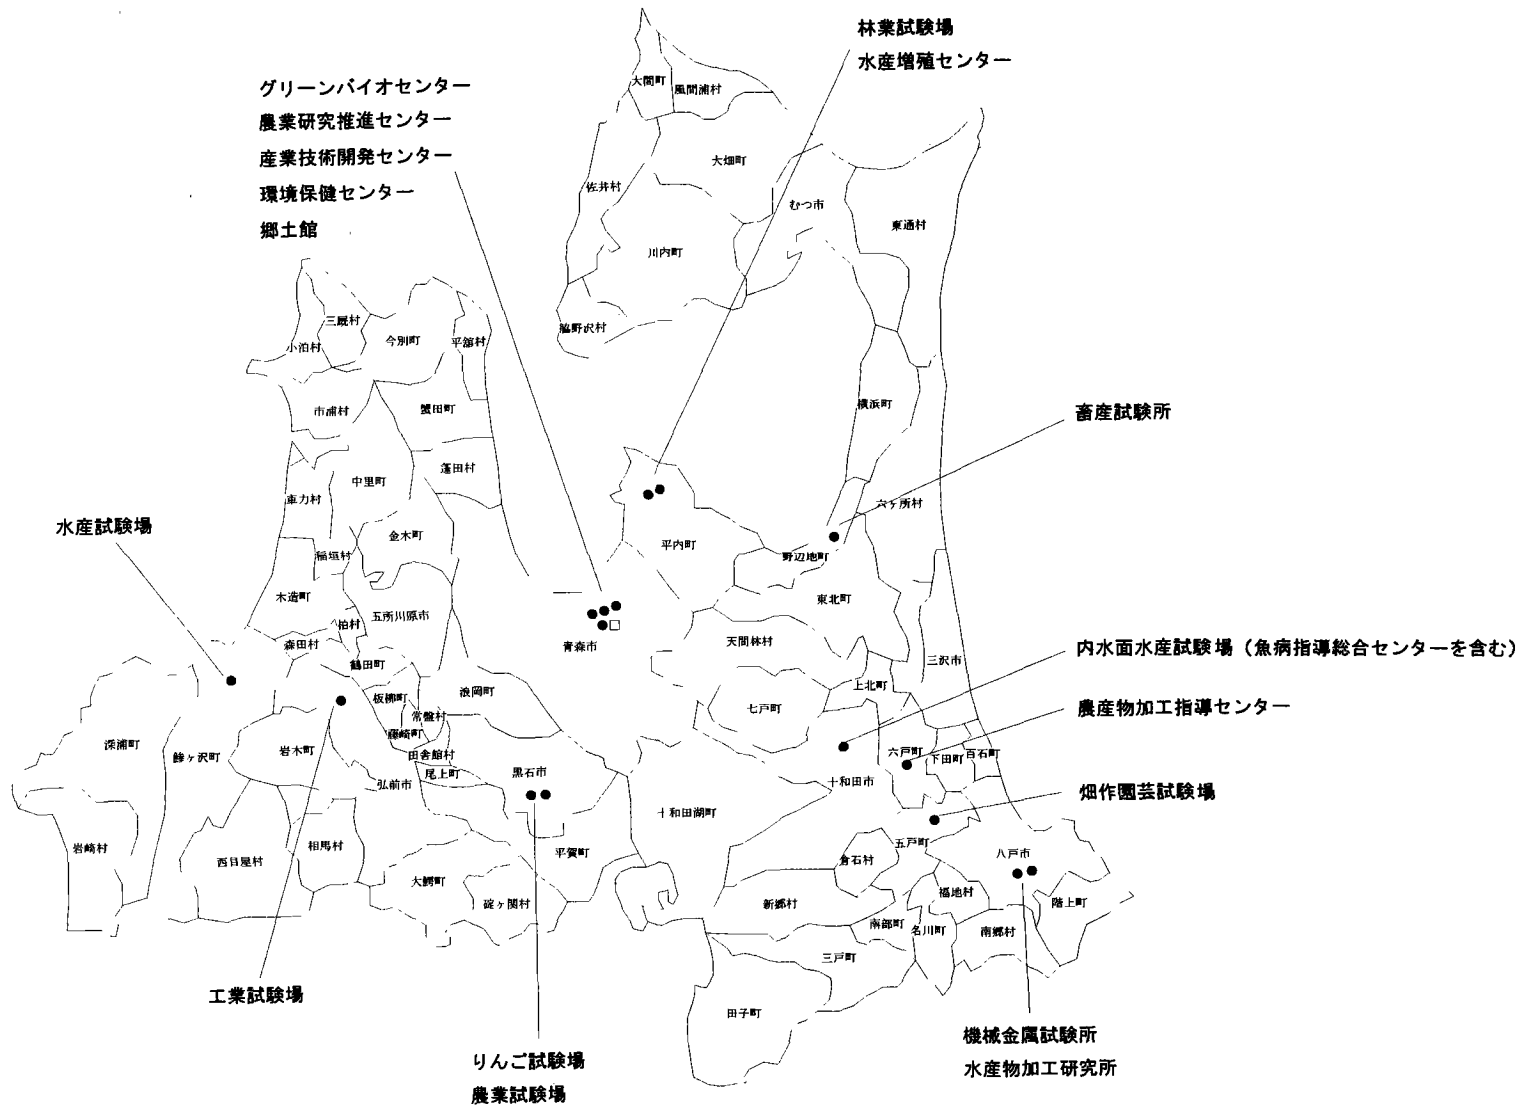 林業試験場
水産増殖センター
グリーンバイオセンター
農業研究推進センター
産業技術開発センター
環境保健センター
郷土館
大間町
風間浦村
大畑町
佐井村
むつ市
東通村
川内町
脇野沢村
三厩村
小泊村
今別町
平舘村
市浦村
蟹田町
横浜町
畜産試験所
蓬田村
中里町
車力村
六ヶ所村
水産試験場
金木町
稲垣村
平内町
野辺地町
木造町
柏村
五所川原市
東北町
青森市
天間林村
森田村
鶴田町
内水面水産試験場（魚病指導総合センターを含む）
三沢市
上北町
板柳町
浪岡町
七戸町
農産物加工指導センター
常盤村
藤崎町
深浦町
鰺ヶ沢町
岩木町
田舎館村
尾上町
黒石市
弘前市
六戸町
下田町
百石町
十和田市
畑作園芸試験場
十和田湖町
岩崎村
西目屋村
相馬村
平賀町
大鰐町
碇ヶ関村
五戸町
倉石村
八戸市
新郷村
福地村
階上町
南部町
名川町
南郷村
三戸町
田子町
工業試験場
りんご試験場
農業試験場
機械金属試験所
水産物加工研究所